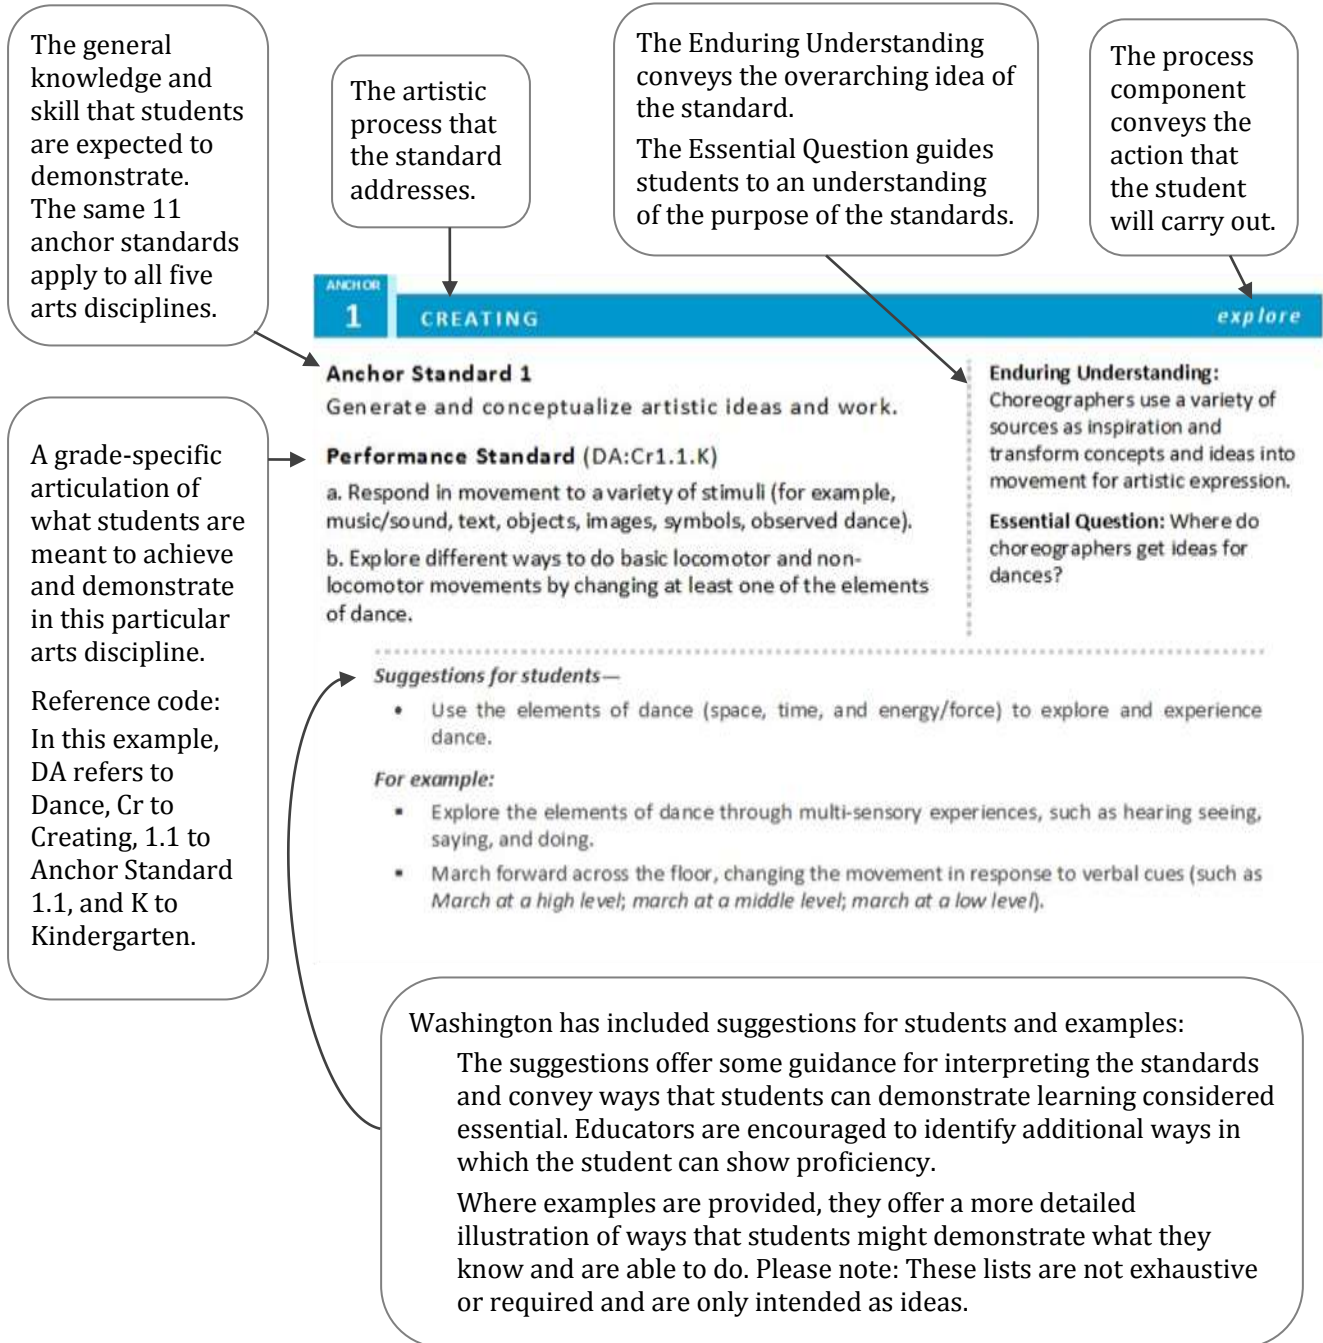 The general
knowledge and
skill that students
are expected to
demonstrate.
The same 11
anchor standards
apply to all five
arts disciplines.
The artistic
process that
the standard
addresses.
The Enduring Understanding
conveys the overarching idea of
the standard.
The Essential Question guides
students to an understanding
of the purpose of the standards.
The process
component
conveys the
action that
the student
will carry out.
ANCHOR
1 CREATING explore
Anchor Standard 1
Generate and conceptualize artistic ideas and work.
Performance Standard (DA:Cr1.1.K)
a. Respond in movement to a variety of stimuli (for example,
music/sound, text, objects, images, symbols, observed dance).
b. Explore different ways to do basic locomotor and non-
locomotor movements by changing at least one of the elements
of dance.
Enduring Understanding:
Choreographers use a variety of
sources as inspiration and
transform concepts and ideas into
movement for artistic expression.
Essential Question: Where do
choreographers get ideas for
dances?
A grade-specific
articulation of
what students are
meant to achieve
and demonstrate
in this particular
arts discipline.
Reference code:
In this example,
DA refers to
Dance, Cr to
Creating, 1.1 to
Anchor Standard
1.1, and K to
Kindergarten.
Suggestions for students—
• Use the elements of dance (space, time, and energy/force) to explore and experience
dance.
For example:
▪ Explore the elements of dance through multi-sensory experiences, such as hearing seeing,
saying, and doing.
▪ March forward across the floor, changing the movement in response to verbal cues (such as
March at a high level; march at a middle level; march at a low level).
Washington has included suggestions for students and examples:
The suggestions offer some guidance for interpreting the standards
and convey ways that students can demonstrate learning considered
essential. Educators are encouraged to identify additional ways in
which the student can show proficiency.
Where examples are provided, they offer a more detailed
illustration of ways that students might demonstrate what they
know and are able to do. Please note: These lists are not exhaustive
or required and are only intended as ideas.